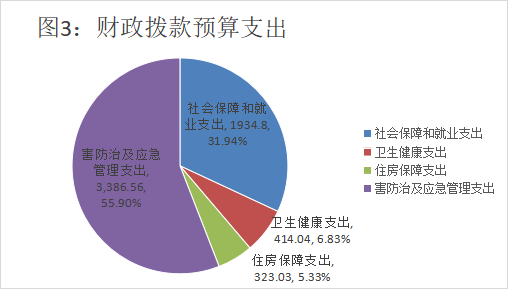 图3：财政拨款预算支出
社会保障和就
业支出, 1934.8,
31.94%
害防治及应急
管理支出,
3,386.56,
55.90%
卫生健康支出,
414.04, 6.83%
住房保障支出,
323.03, 5.33%
社会保障和就业支出
卫生健康支出
住房保障支出
害防治及应急管理支出